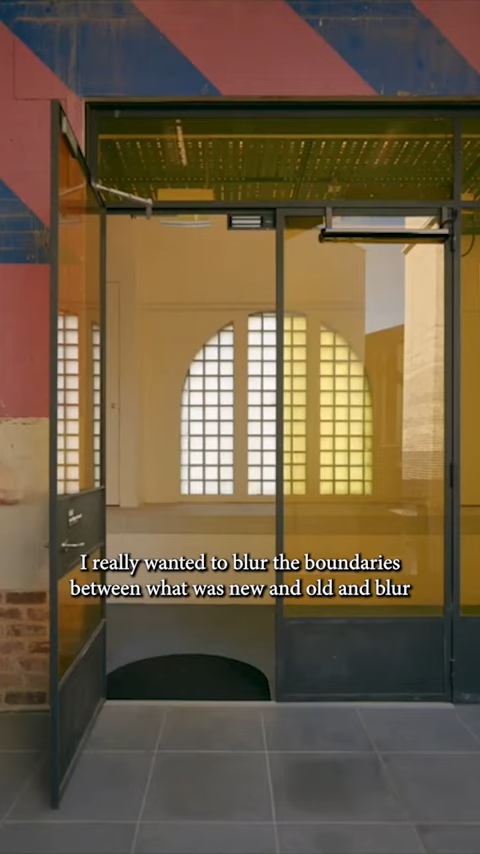 I really wanted to blur the boundaries
between what was new and old and blur